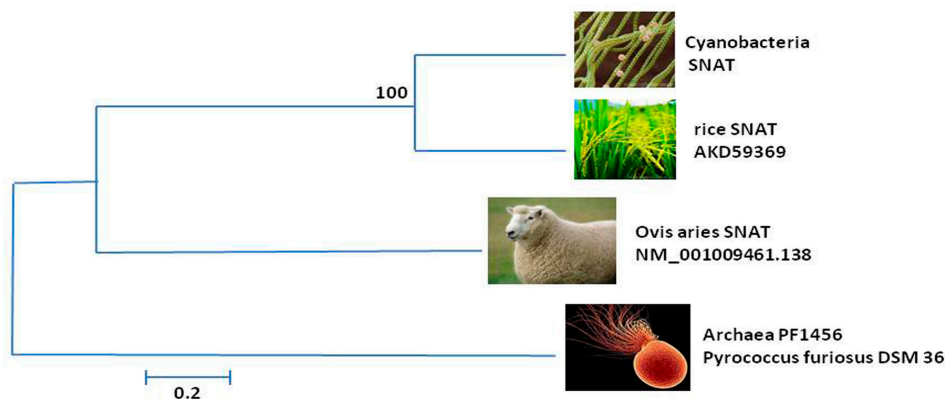 Cyanobacteria
SNAT
100
rice SNAT
AKD59369
Ovis aries SNAT
NM_001009461.138
Archaea PF1456
Pyrococcus furiosus DSM 36
0.2